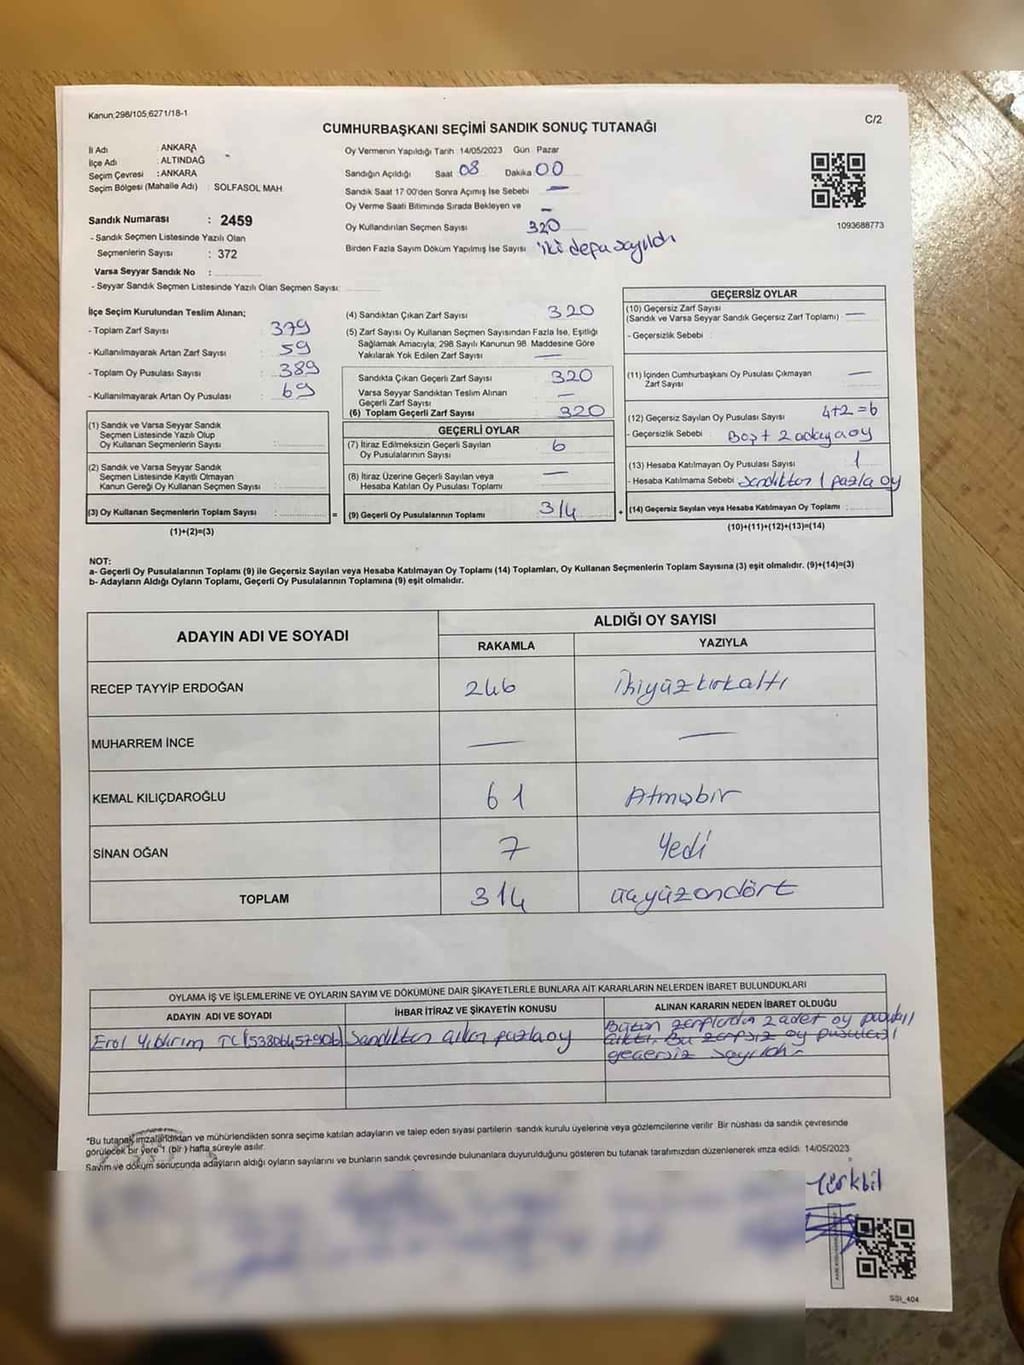 Kanun;298/105;6271/18-1
C/2
CUMHURBAŞKANI SEÇİMİ SANDIK SONUÇ TUTANAĞI
İli Adı : ANKARA
İlçe Adı : ALTINDAĞ
Seçim Çevresi : ANKARA
Seçim Bölgesi (Mahalle Adı) : SOLFASOL MAH
Sandık Numarası : 2459
- Sandık Seçmen Listesinde Yazılı Olan
Seçmenlerin Sayısı : 372
Varsa Seyyar Sandık No :
- Seyyar Sandık Seçmen Listesinde Yazılı Olan Seçmen Sayısı:
Oy Vermenin Yapıldığı Tarih : 14/05/2023 Gün : Pazar
Sandığın Açıldığı Saat 08 Dakika 00
Sandık Saat 17 00'den Sonra Açımış İse Sebebi —
Oy Verme Saati Bitiminde Sırada Bekleyen ve —
Oy Kullandırılan Seçmen Sayısı 320
Birden Fazla Sayım Döküm Yapılmış İse Sayısı iki defa sayıldı
1093688773
İlçe Seçim Kurulundan Teslim Alınan;
- Toplam Zarf Sayısı 379
- Kullanılmayarak Artan Zarf Sayısı 59
- Toplam Oy Pusulası Sayısı 389
- Kullanılmayarak Artan Oy Pusulası 69
(1) Sandık ve Varsa Seyyar Sandık
Seçmen Listesinde Yazılı Olup
Oy Kullanan Seçmenlerin Sayısı :
(2) Sandık ve Varsa Seyyar Sandık
Seçmen Listesinde Kayıtlı Olmayan
Kanun Gereği Oy Kullanan Seçmen Sayısı :
(3) Oy Kullanan Seçmenlerin Toplam Sayısı :
(1)+(2)=(3)
(4) Sandıktan Çıkan Zarf Sayısı 320
(5) Zarf Sayısı Oy Kullanan Seçmen Sayısından Fazla İse, Eşitliği
Sağlamak Amacıyla; 298 Sayılı Kanunun 98. Maddesine Göre
Yakılarak Yok Edilen Zarf Sayısı —
Sandıkta Çıkan Geçerli Zarf Sayısı 320
Varsa Seyyar Sandıktan Teslim Alınan
Geçerli Zarf Sayısı —
(6) Toplam Geçerli Zarf Sayısı 320
GEÇERLİ OYLAR
(7) İtiraz Edilmeksizin Geçerli Sayılan
Oy Pusulalarının Sayısı 6
(8) İtiraz Üzerine Geçerli Sayılan veya
Hesaba Katılan Oy Pusulası Toplamı —
= (9) Geçerli Oy Pusulalarının Toplamı 314
GEÇERSİZ OYLAR
(10) Geçersiz Zarf Sayısı
(Sandık ve Varsa Seyyar Sandık Geçersiz Zarf Toplamı) —
- Geçersizlik Sebebi
(11) İçinden Cumhurbaşkanı Oy Pusulası Çıkmayan —
Zarf Sayısı
(12) Geçersiz Sayılan Oy Pusulası Sayısı 4+2=6
- Geçersizlik Sebebi : Boş + 2 adaya oy
(13) Hesaba Katılmayan Oy Pusulası Sayısı 1
- Hesaba Katılmama Sebebi Sandıktan 1 fazla oy
+ (14) Geçersiz Sayılan veya Hesaba Katılmayan Oy Toplamı :
(10)+(11)+(12)+(13)=(14)
NOT:
a- Geçerli Oy Pusulalarının Toplamı (9) ile Geçersiz Sayılan veya Hesaba Katılmayan Oy Toplamı (14) Toplamları, Oy Kullanan Seçmenlerin Toplam Sayısına (3) eşit olmalıdır. (9)+(14)=(3)
b- Adayların Aldığı Oyların Toplamı, Geçerli Oy Pusulalarının Toplamına (9) eşit olmalıdır.
ADAYIN ADI VE SOYADI ALDIĞI OY SAYISI
RAKAMLA YAZIYLA
RECEP TAYYİP ERDOĞAN 246 İkiyüzkırkaltı
MUHARREM İNCE — —
KEMAL KILIÇDAROĞLU 61 Atmışbir
SİNAN OĞAN 7 Yedi
TOPLAM 314 üçyüzondört
OYLAMA İŞ VE İŞLEMLERİNE VE OYLARIN SAYIM VE DÖKÜMÜNE DAİR ŞİKAYETLERLE BUNLARA AİT KARARLARIN NELERDEN İBARET BULUNDUKLARI
ADAYIN ADI VE SOYADI İHBAR İTİRAZ VE ŞİKAYETİN KONUSU ALINAN KARARIN NEDEN İBARET OLDUĞU
Erol Yıldırım Sandıktan çıkan fazla oy
Bütün zarflardan 2 adet oy pusulası
çıktı. Bu zarfsız oy pusulası
geçersiz sayıldı.
*Bu tutanak imzalandıktan ve mühürlendikten sonra seçime katılan adayların ve talep eden siyasi partilerin sandık kurulu üyelerine veya gözlemcilerine verilir. Bir nüshası da sandık çevresinde
görülecek bir yere 1 (bir) hafta süreyle asılır.
Sayım ve döküm sonucunda adayların aldığı oyların sayılarını ve bunların sandık çevresinde bulunanlara duyurulduğunu gösteren bu tutanak tarafımızdan düzenlenerek imza edildi. 14/05/2023
SSI_404